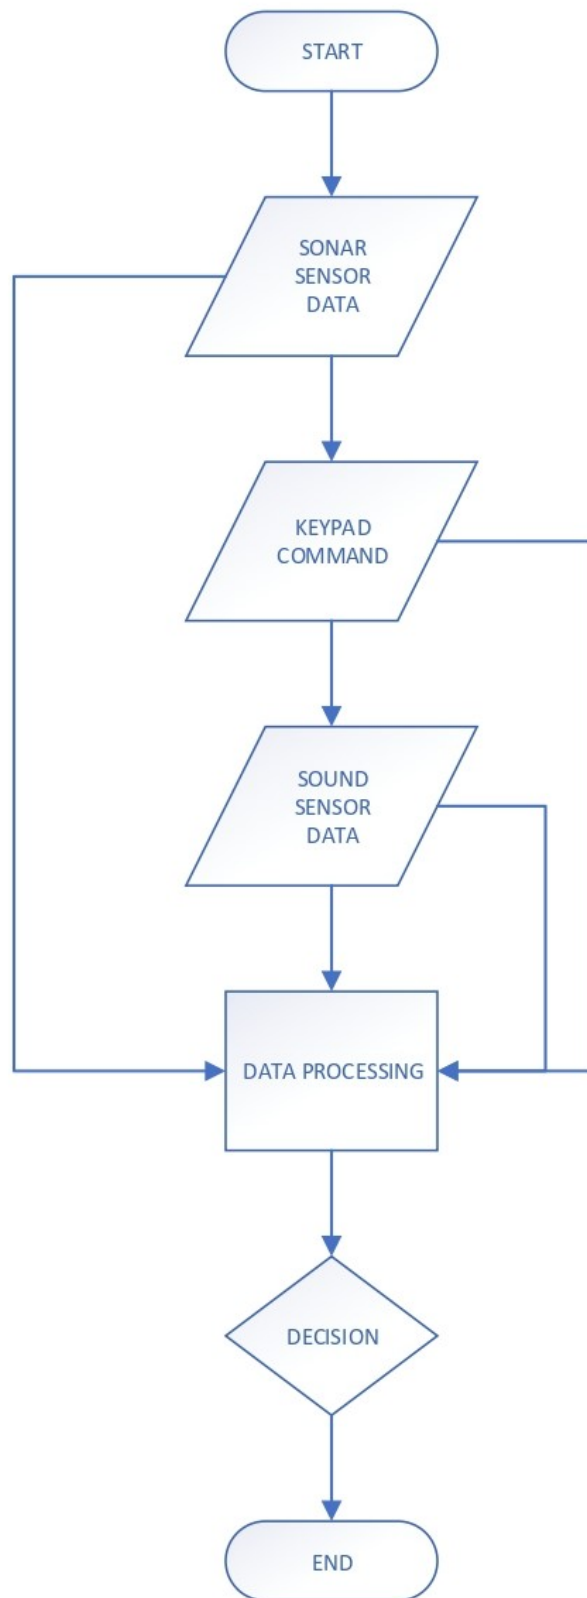 START
SONAR
SENSOR
DATA
KEYPAD
COMMAND
SOUND
SENSOR
DATA
DATA PROCESSING
DECISION
END